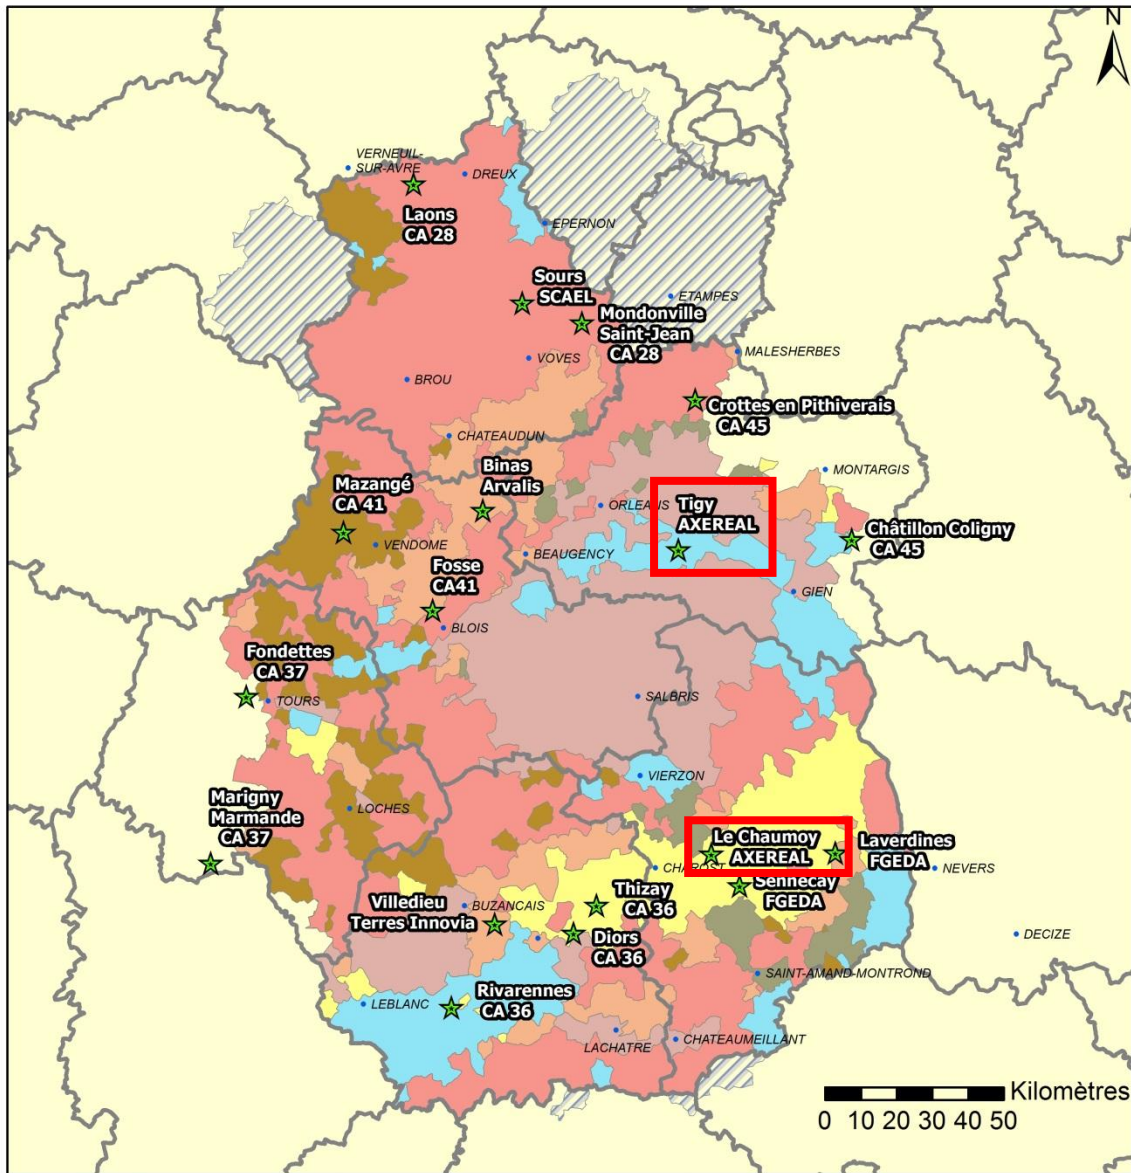 N
VERNEUIL-
SUR-AVRE
DREUX
Laons
CA 28
EPERNON
Sours
SCAEL
ETAMPES
Mondonville
Saint-Jean
CA 28
VOVES
MALESHERBES
BROU
Crottes en Pithiverais
CA 45
CHATEAUDUN
Binas
Arvalis
MONTARGIS
Mazangé
CA 41
ORLEANS
Tigy
AXEREAL
Châtillon Coligny
CA 45
VENDOME
BEAUGENCY
Fosse
CA41
GIEN
BLOIS
Fondettes
CA 37
TOURS
SALBRIS
VIERZON
Marigny
Marmande
CA 37
LOCHES
Le Chaumoy
AXEREAL
Laverdines
FGEDA
CHAROST
NEVERS
Sennecay
FGEDA
Thizay
CA 36
Villedieu
Terres Innovia
BUZANCAIS
Diors
CA 36
DECIZE
SAINT-AMAND-MONTROND
LEBLANC
Rivarennes
CA 36
LACHATRE
CHATEAUMEILLANT
Kilomètres
0 10 20 30 40 50